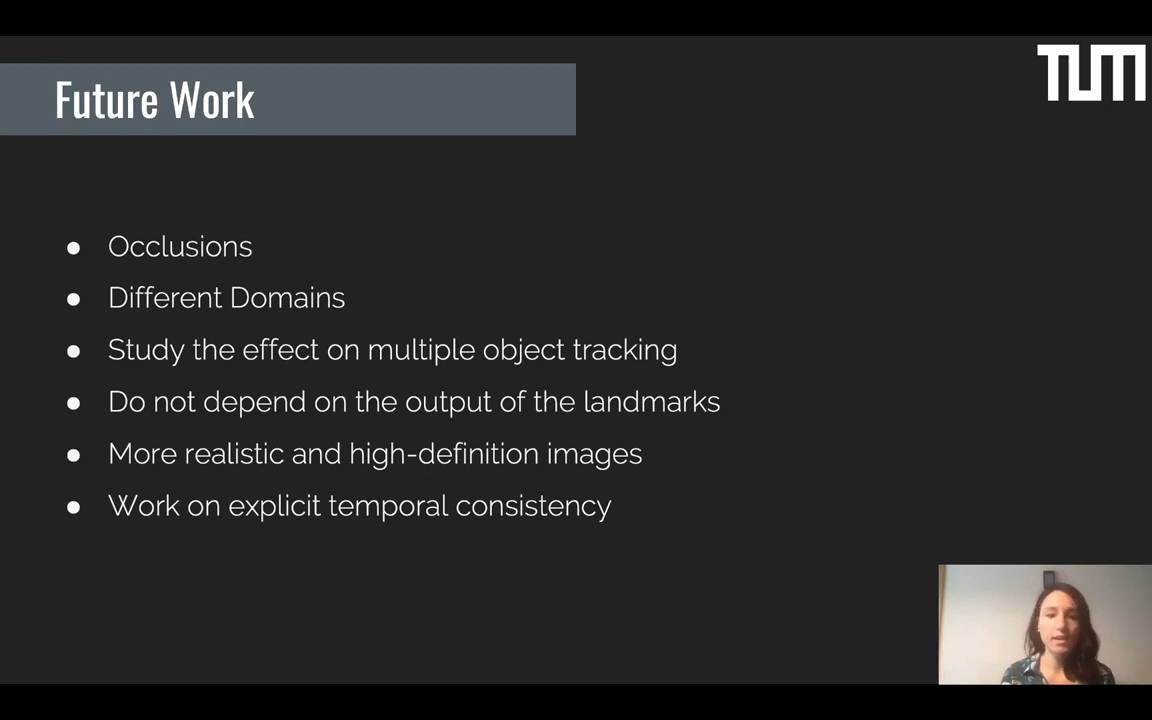 TUM
Future Work
● Occlusions
● Different Domains
● Study the effect on multiple object tracking
● Do not depend on the output of the landmarks
● More realistic and high-definition images
● Work on explicit temporal consistency